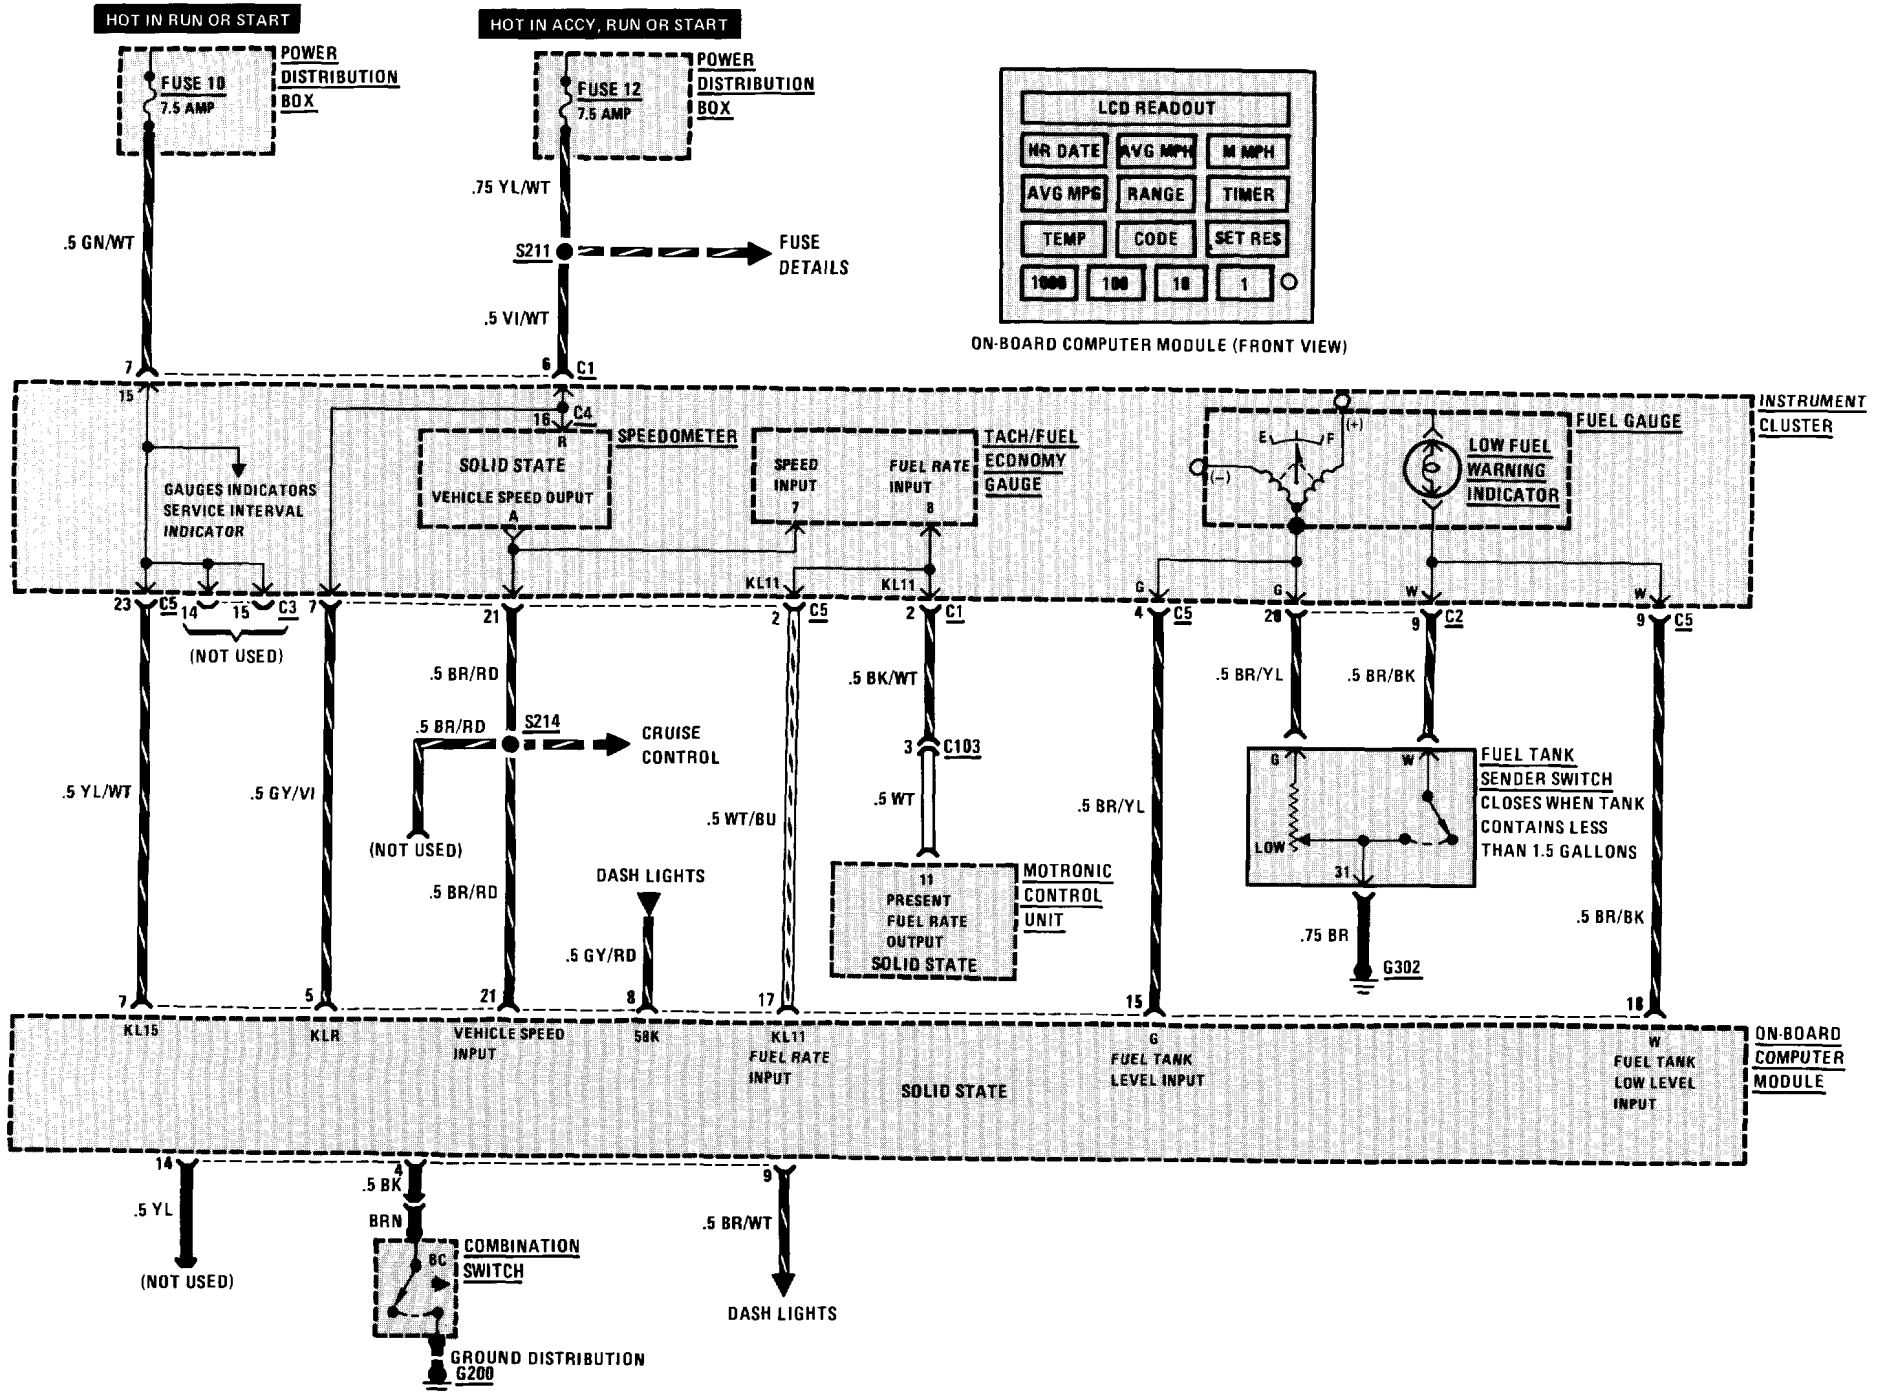 HOT IN RUN OR START
HOT IN ACCY, RUN OR START
POWER
DISTRIBUTION
BOX
FUSE 10
7.5 AMP
POWER
DISTRIBUTION
BOX
FUSE 12
7.5 AMP
LCD READOUT
HR DATE
AVG MPH
M MPH
AVG MPG
RANGE
TIMER
TEMP
CODE
SET RES
1000
100
10
1
ON-BOARD COMPUTER MODULE (FRONT VIEW)
.75 YL/WT
.5 GN/WT
S211
FUSE
DETAILS
.5 VI/WT
7
6
C1
15
16
C4
INSTRUMENT
CLUSTER
R
SPEEDOMETER
SOLID STATE
VEHICLE SPEED OUPUT
A
TACH/FUEL
ECONOMY
GAUGE
SPEED
INPUT
7
FUEL RATE
INPUT
8
FUEL GAUGE
E
F
(+)
(−)
LOW FUEL
WARNING
INDICATOR
GAUGES INDICATORS
SERVICE INTERVAL
INDICATOR
KL11
KL11
G
G
W
W
23
C5
14
15
C3
7
21
2
C5
2
C1
4
C5
9
C2
9
C5
(NOT USED)
.5 BR/RD
.5 BK/WT
.5 BR/YL
.5 BR/BK
.5 BR/RD
S214
CRUISE
CONTROL
3
C103
FUEL TANK
SENDER SWITCH
CLOSES WHEN TANK
CONTAINS LESS
THAN 1.5 GALLONS
G
W
LOW
31
.5 YL/WT
.5 GY/VI
.5 WT/BU
.5 WT
.5 BR/YL
(NOT USED)
.5 BR/RD
DASH LIGHTS
11
PRESENT
FUEL RATE
OUTPUT
SOLID STATE
MOTRONIC
CONTROL
UNIT
.5 BR/BK
.75 BR
G302
.5 GY/RD
7
5
21
8
17
15
18
KL15
KLR
VEHICLE SPEED
INPUT
58K
KL11
FUEL RATE
INPUT
SOLID STATE
G
FUEL TANK
LEVEL INPUT
W
FUEL TANK
LOW LEVEL
INPUT
ON-BOARD
COMPUTER
MODULE
14
4
9
.5 YL
(NOT USED)
.5 BK
BRN
BC
COMBINATION
SWITCH
.5 BR/WT
DASH LIGHTS
GROUND DISTRIBUTION
G200